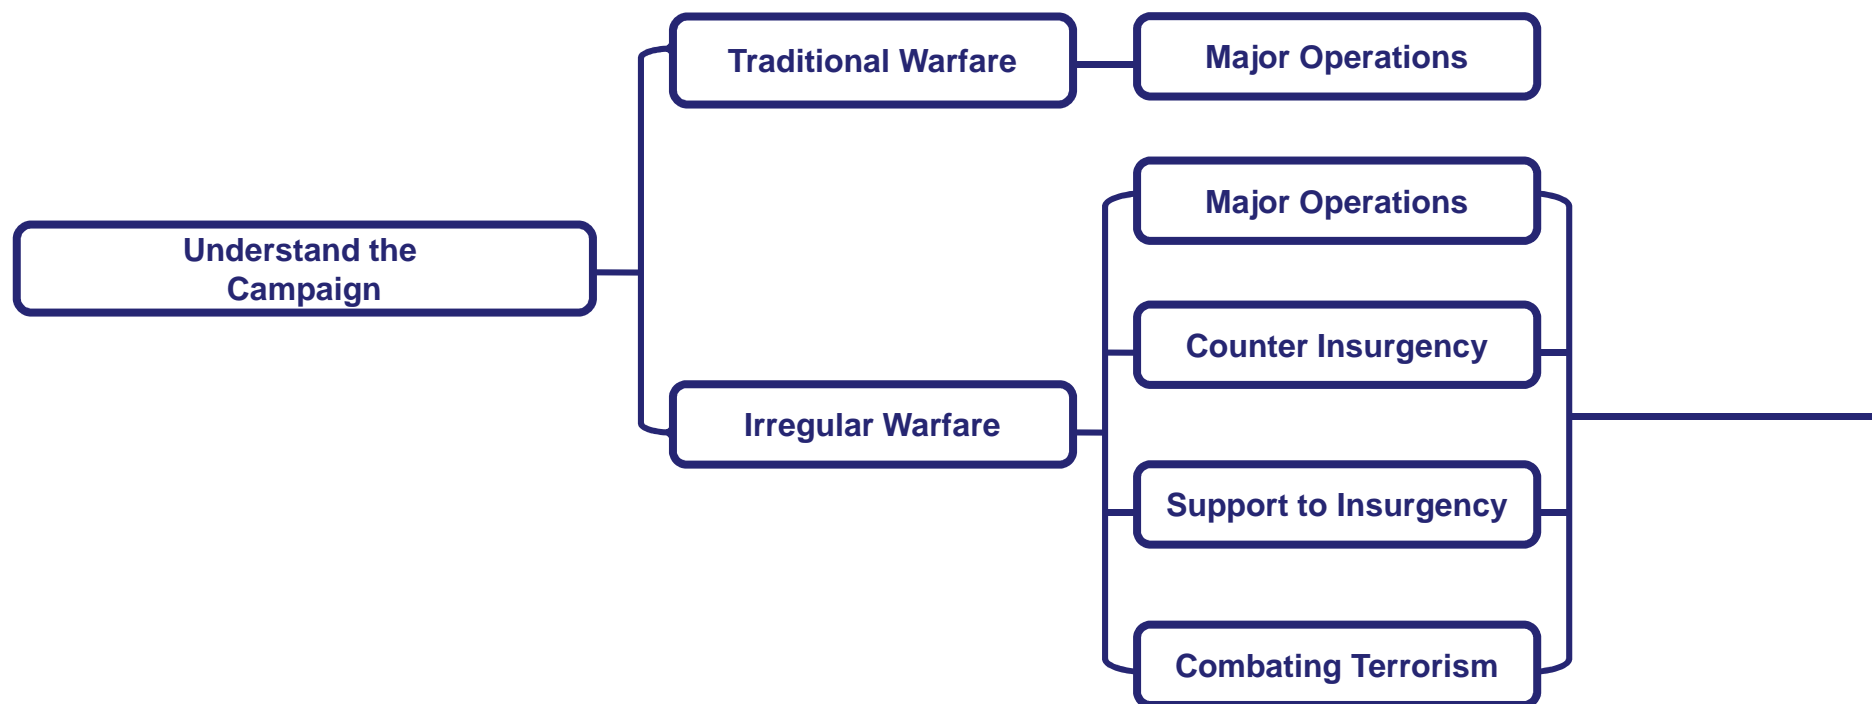 Traditional Warfare
Major Operations
Major Operations
Understand the
Campaign
Counter Insurgency
Irregular Warfare
Support to Insurgency
Combating Terrorism